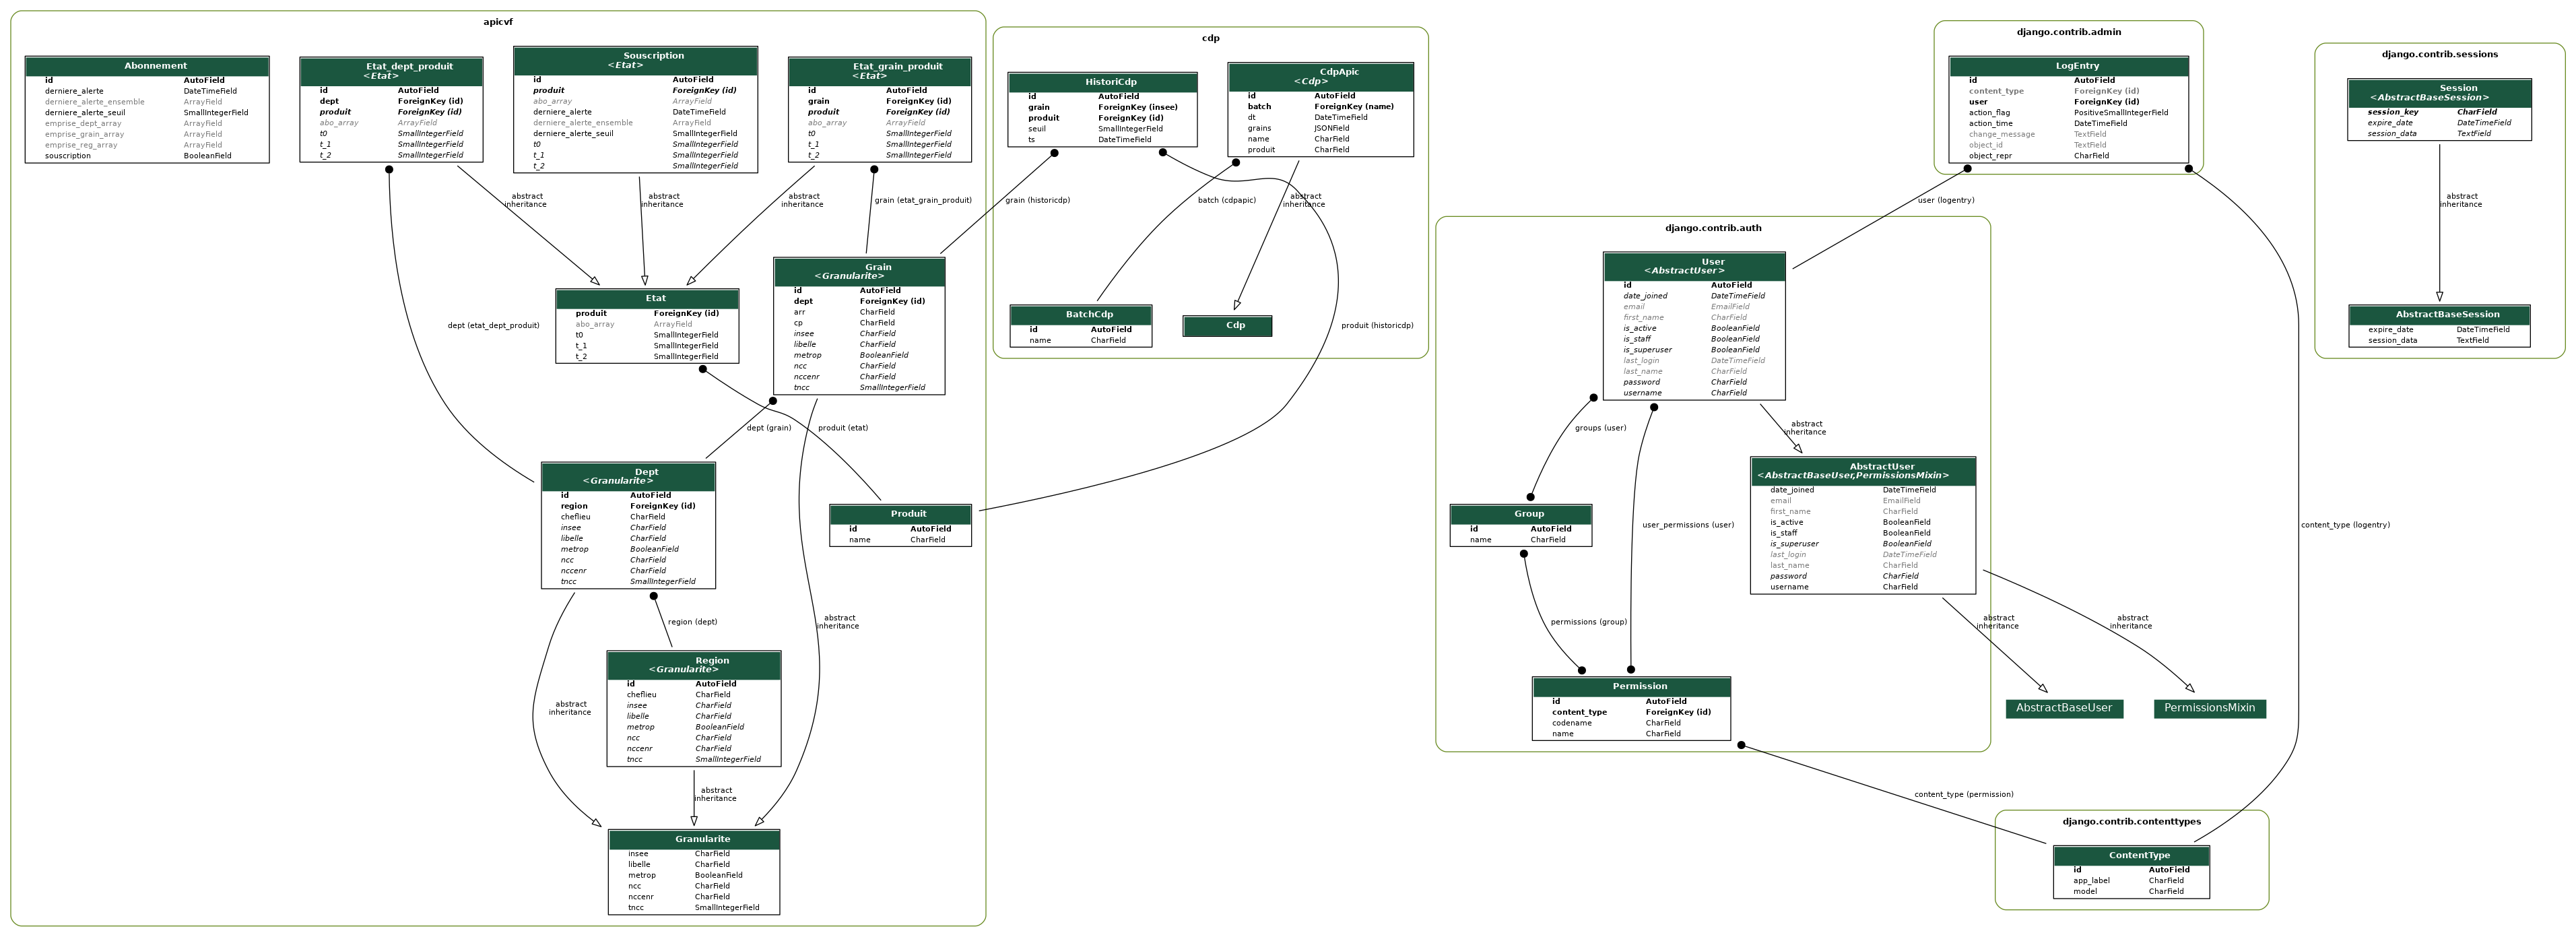 apicvf
Abonnement
id AutoField
derniere_alerte DateTimeField
derniere_alerte_ensemble ArrayField
derniere_alerte_seuil SmallIntegerField
emprise_dept_array ArrayField
emprise_grain_array ArrayField
emprise_reg_array ArrayField
souscription BooleanField
Etat_dept_produit
<Etat>
id AutoField
dept ForeignKey (id)
produit ForeignKey (id)
abo_array ArrayField
t0 SmallIntegerField
t_1 SmallIntegerField
t_2 SmallIntegerField
Souscription
<Etat>
id AutoField
produit ForeignKey (id)
abo_array ArrayField
derniere_alerte DateTimeField
derniere_alerte_ensemble ArrayField
derniere_alerte_seuil SmallIntegerField
t0 SmallIntegerField
t_1 SmallIntegerField
t_2 SmallIntegerField
Etat_grain_produit
<Etat>
id AutoField
grain ForeignKey (id)
produit ForeignKey (id)
abo_array ArrayField
t0 SmallIntegerField
t_1 SmallIntegerField
t_2 SmallIntegerField
abstract
inheritance
abstract
inheritance
abstract
inheritance
grain (etat_grain_produit)
grain (historicdp)
Grain
<Granularite>
id AutoField
dept ForeignKey (id)
arr CharField
cp CharField
insee CharField
libelle CharField
metrop BooleanField
ncc CharField
nccenr CharField
tncc SmallIntegerField
Etat
produit ForeignKey (id)
abo_array ArrayField
t0 SmallIntegerField
t_1 SmallIntegerField
t_2 SmallIntegerField
dept (etat_dept_produit)
dept (grain)
produit (etat)
Dept
<Granularite>
id AutoField
region ForeignKey (id)
cheflieu CharField
insee CharField
libelle CharField
metrop BooleanField
ncc CharField
nccenr CharField
tncc SmallIntegerField
Produit
id AutoField
name CharField
region (dept)
abstract
inheritance
Region
<Granularite>
id AutoField
cheflieu CharField
insee CharField
libelle CharField
metrop BooleanField
ncc CharField
nccenr CharField
tncc SmallIntegerField
abstract
inheritance
abstract
inheritance
Granularite
insee CharField
libelle CharField
metrop BooleanField
ncc CharField
nccenr CharField
tncc SmallIntegerField
cdp
HistoriCdp
id AutoField
grain ForeignKey (insee)
produit ForeignKey (id)
seuil SmallIntegerField
ts DateTimeField
CdpApic
<Cdp>
id AutoField
batch ForeignKey (name)
dt DateTimeField
grains JSONField
name CharField
produit CharField
batch (cdpapic)
abstract
inheritance
BatchCdp
id AutoField
name CharField
Cdp
produit (historicdp)
django.contrib.admin
LogEntry
id AutoField
content_type ForeignKey (id)
user ForeignKey (id)
action_flag PositiveSmallIntegerField
action_time DateTimeField
change_message TextField
object_id TextField
object_repr CharField
user (logentry)
django.contrib.auth
User
<AbstractUser>
id AutoField
date_joined DateTimeField
email EmailField
first_name CharField
is_active BooleanField
is_staff BooleanField
is_superuser BooleanField
last_login DateTimeField
last_name CharField
password CharField
username CharField
groups (user)
abstract
inheritance
AbstractUser
<AbstractBaseUser,PermissionsMixin>
date_joined DateTimeField
email EmailField
first_name CharField
is_active BooleanField
is_staff BooleanField
is_superuser BooleanField
last_login DateTimeField
last_name CharField
password CharField
username CharField
Group
id AutoField
name CharField
user_permissions (user)
permissions (group)
abstract
inheritance
abstract
inheritance
Permission
id AutoField
content_type ForeignKey (id)
codename CharField
name CharField
AbstractBaseUser
PermissionsMixin
content_type (logentry)
content_type (permission)
django.contrib.contenttypes
ContentType
id AutoField
app_label CharField
model CharField
django.contrib.sessions
Session
<AbstractBaseSession>
session_key CharField
expire_date DateTimeField
session_data TextField
abstract
inheritance
AbstractBaseSession
expire_date DateTimeField
session_data TextField